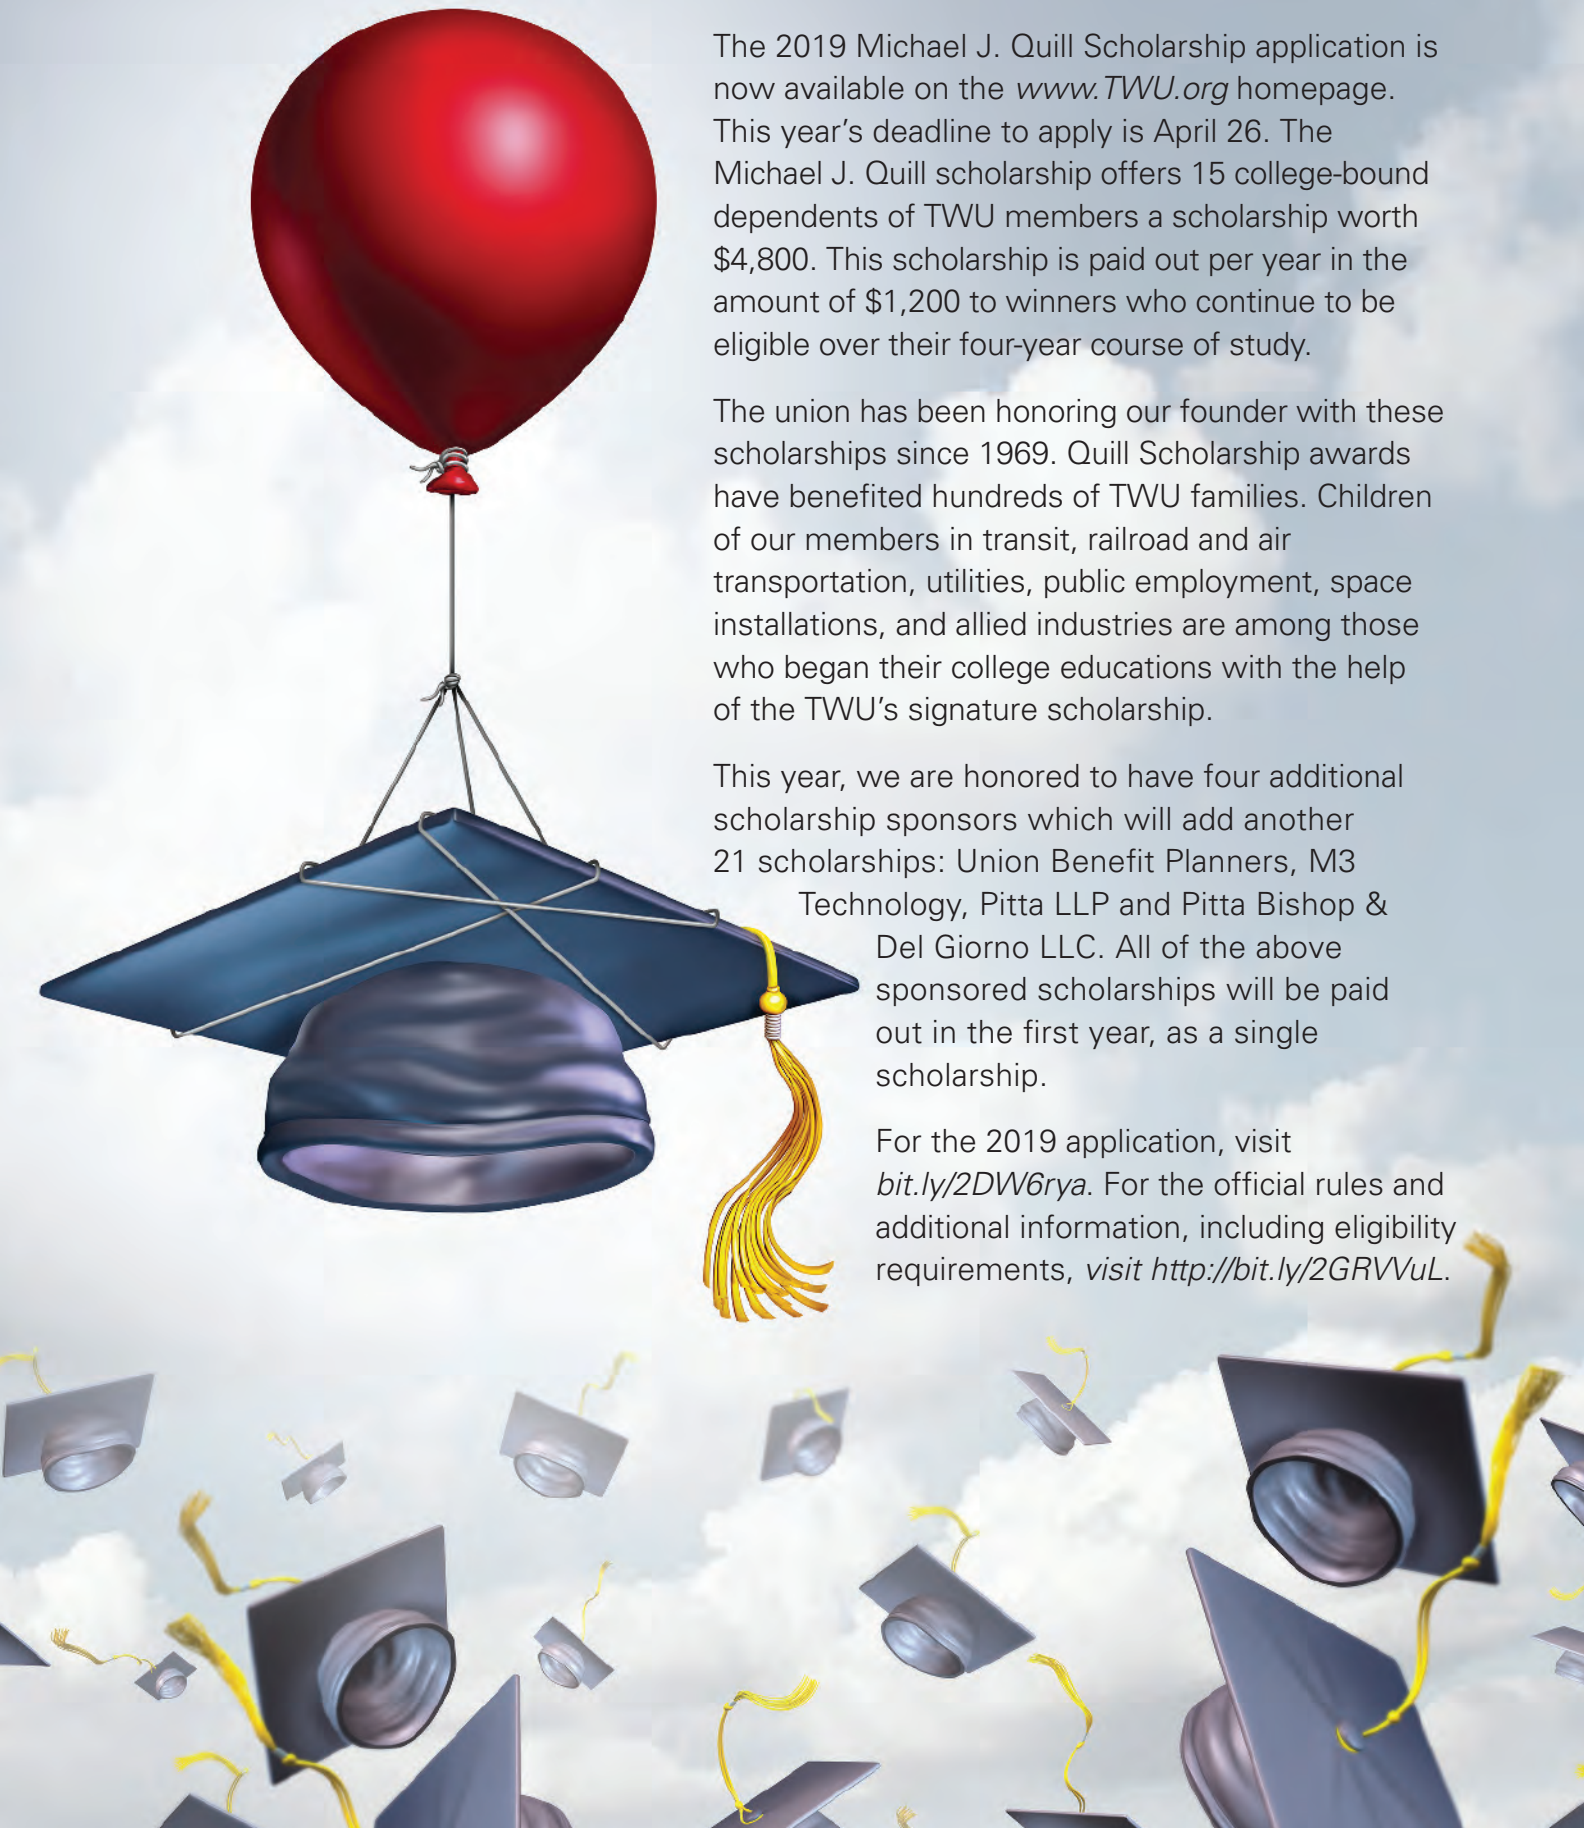 The 2019 Michael J. Quill Scholarship application is
now available on the www.TWU.org homepage.
This year’s deadline to apply is April 26. The
Michael J. Quill scholarship offers 15 college-bound
dependents of TWU members a scholarship worth
$4,800. This scholarship is paid out per year in the
amount of $1,200 to winners who continue to be
eligible over their four-year course of study.
The union has been honoring our founder with these
scholarships since 1969. Quill Scholarship awards
have benefited hundreds of TWU families. Children
of our members in transit, railroad and air
transportation, utilities, public employment, space
installations, and allied industries are among those
who began their college educations with the help
of the TWU’s signature scholarship.
This year, we are honored to have four additional
scholarship sponsors which will add another
21 scholarships: Union Benefit Planners, M3
Technology, Pitta LLP and Pitta Bishop &
Del Giorno LLC. All of the above
sponsored scholarships will be paid
out in the first year, as a single
scholarship.
For the 2019 application, visit
bit.ly/2DW6rya. For the official rules and
additional information, including eligibility
requirements, visit http://bit.ly/2GRVVuL.